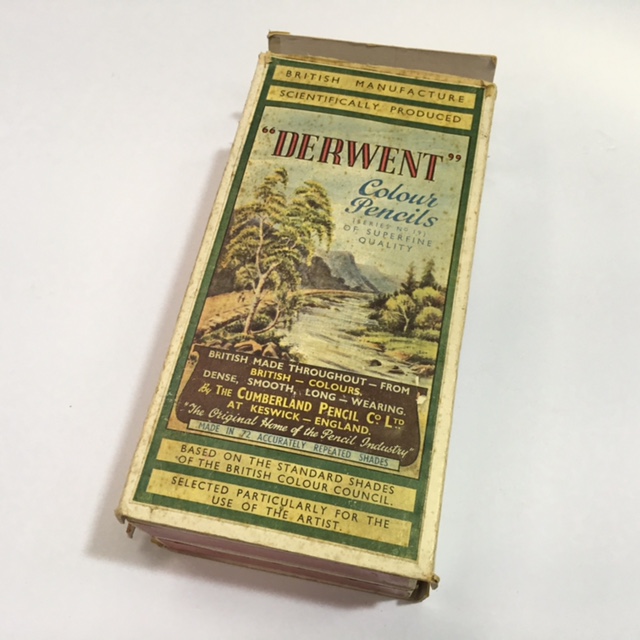 BRITISH MANUFACTURE
SCIENTIFICALLY PRODUCED
"DERWENT"
Colour
Pencils
(SERIES No 19)
OF SUPERFINE
QUALITY
BRITISH MADE THROUGHOUT – FROM
BRITISH – COLOURS.
DENSE, SMOOTH, LONG – WEARING.
By THE CUMBERLAND PENCIL Co LTD
AT KESWICK – ENGLAND.
"The Original Home of the Pencil Industry"
MADE IN 72 ACCURATELY REPEATED SHADES
BASED ON THE STANDARD SHADES
OF THE BRITISH COLOUR COUNCIL.
SELECTED PARTICULARLY FOR THE
USE OF THE ARTIST.